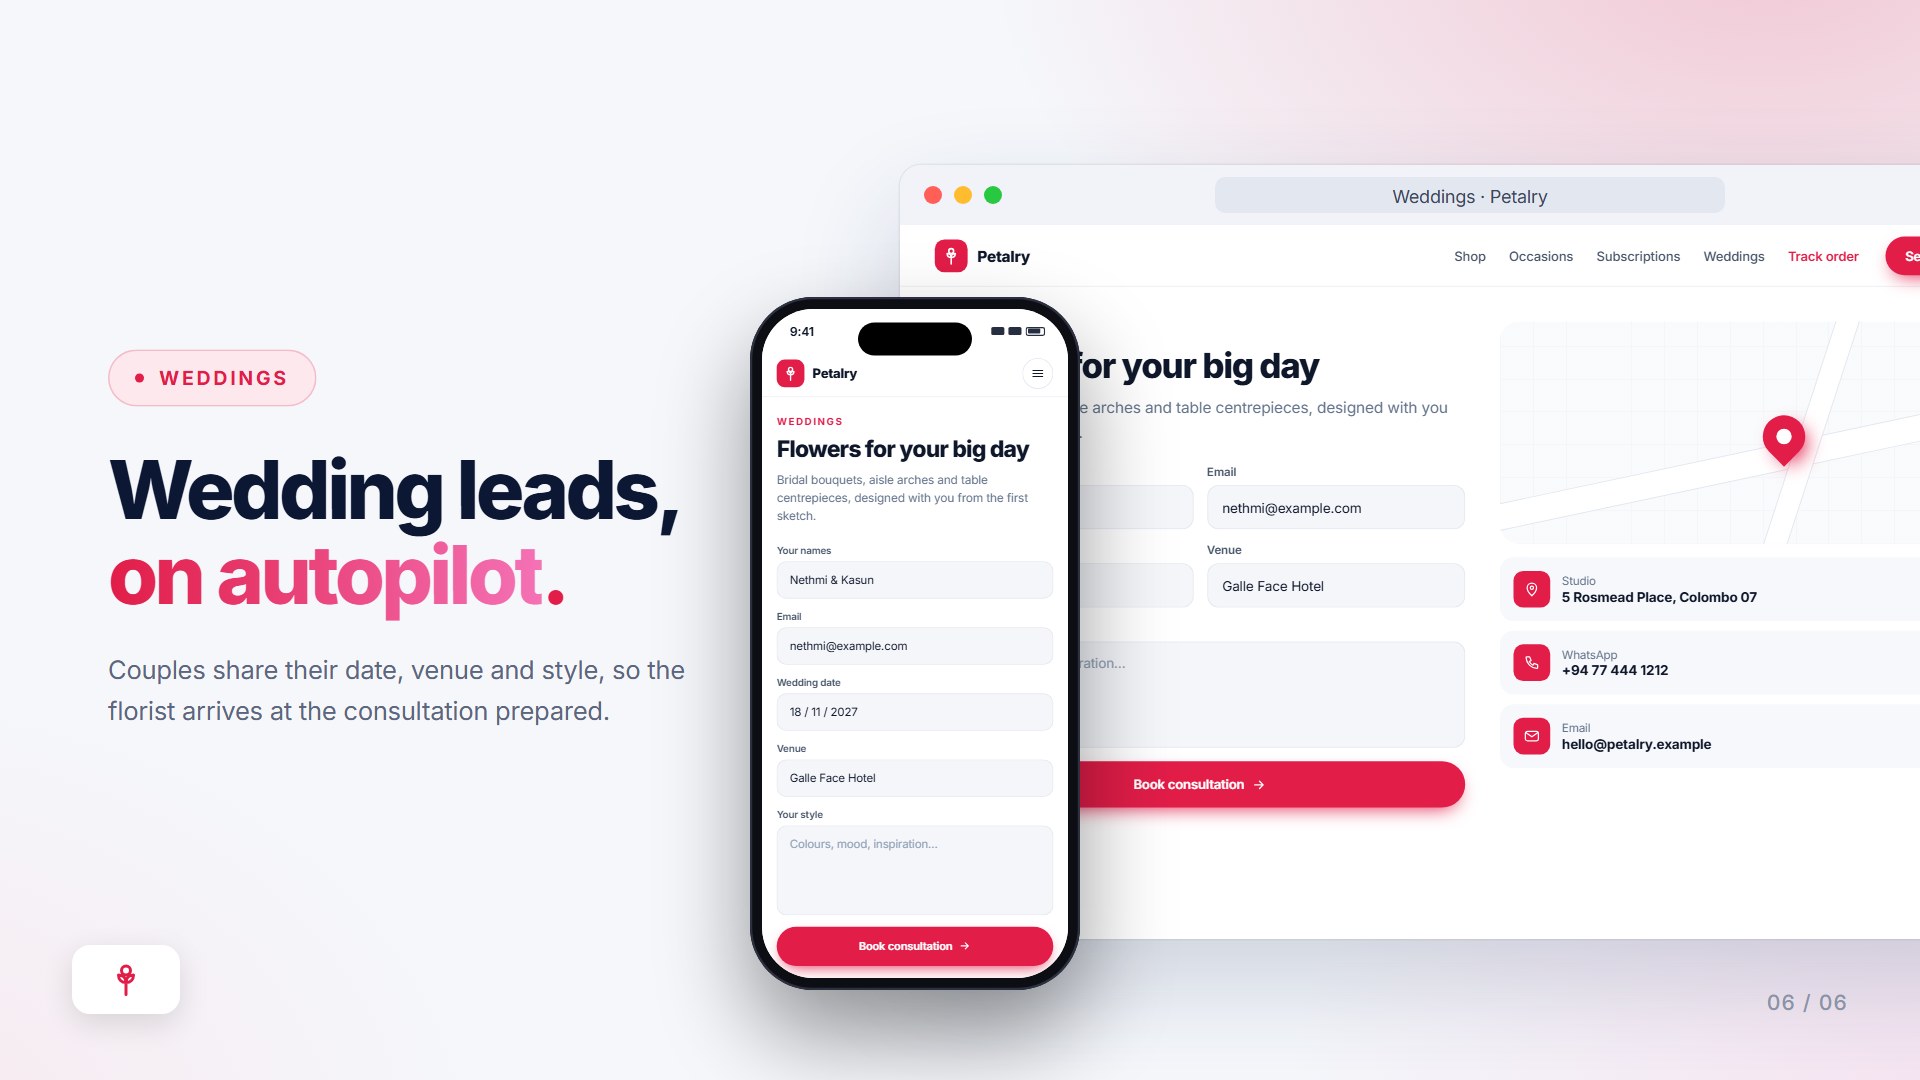 WEDDINGS
Wedding leads,
on autopilot.
Couples share their date, venue and style, so the
florist arrives at the consultation prepared.
9:41
Petalry
WEDDINGS
Flowers for your big day
Bridal bouquets, aisle arches and table
centrepieces, designed with you from the first
sketch.
Your names
Nethmi & Kasun
Email
nethmi@example.com
Wedding date
18 / 11 / 2027
Venue
Galle Face Hotel
Your style
Colours, mood, inspiration...
Book consultation →
Weddings · Petalry
Petalry
Shop
Occasions
Subscriptions
Weddings
Track order
for your big day
arches and table centrepieces, designed with you
Email
nethmi@example.com
Venue
Galle Face Hotel
Book consultation →
Studio
5 Rosmead Place, Colombo 07
WhatsApp
+94 77 444 1212
Email
hello@petalry.example
06 / 06